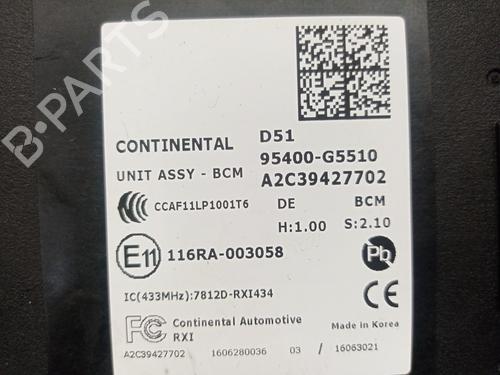 B-PARTS
CONTINENTAL D51
95400-G5510
UNIT ASSY - BCM A2C39427702
CCAF11LP1001T6 DE BCM
H:1.00 S:2.10
E11 116RA-003058 Pb
IC(433MHz):7812D-RXI434
CE
FC Continental Automotive
RXI
Made in Korea
A2C39427702 1606280036 03 / 16063021